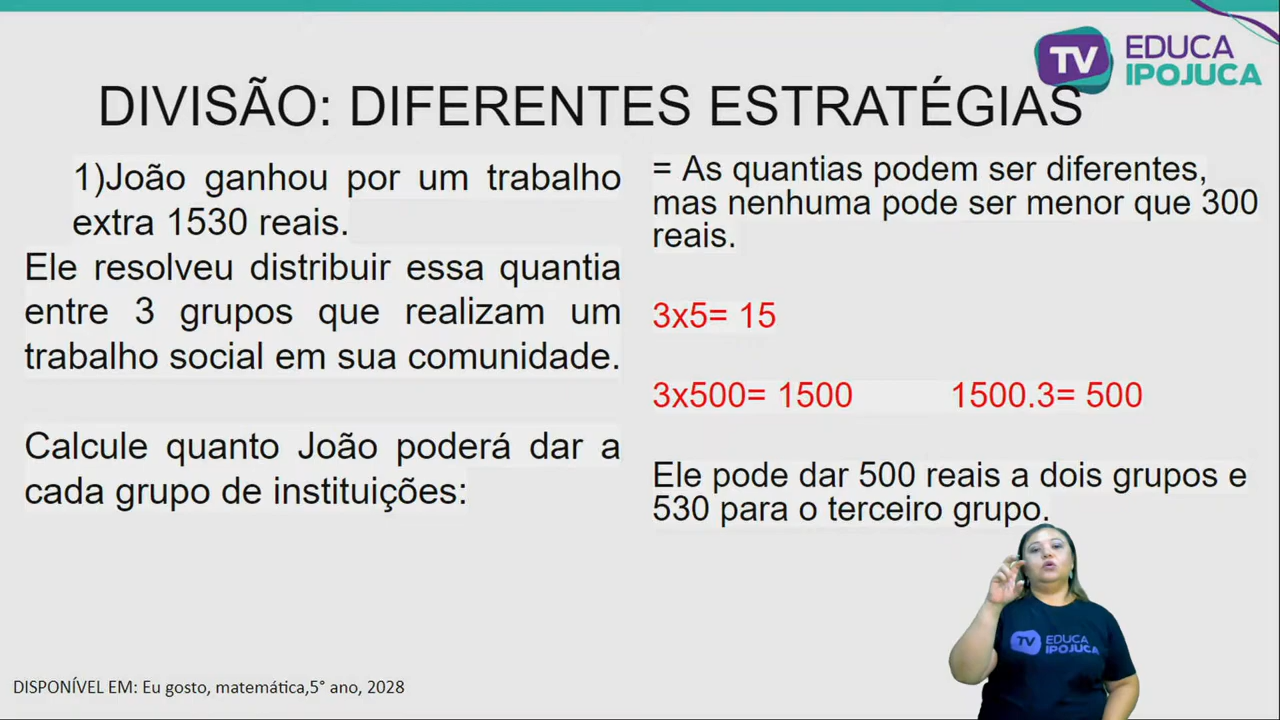 TV EDUCA
IPOJUCA
DIVISÃO: DIFERENTES ESTRATÉGIAS
1)João ganhou por um trabalho
extra 1530 reais.
Ele resolveu distribuir essa quantia
entre 3 grupos que realizam um
trabalho social em sua comunidade.
Calcule quanto João poderá dar a
cada grupo de instituições:
= As quantias podem ser diferentes,
mas nenhuma pode ser menor que 300
reais.
3x5= 15
3x500= 1500 1500.3= 500
Ele pode dar 500 reais a dois grupos e
530 para o terceiro grupo.
TV EDUCA
IPOJUCA
DISPONÍVEL EM: Eu gosto, matemática,5° ano, 2028